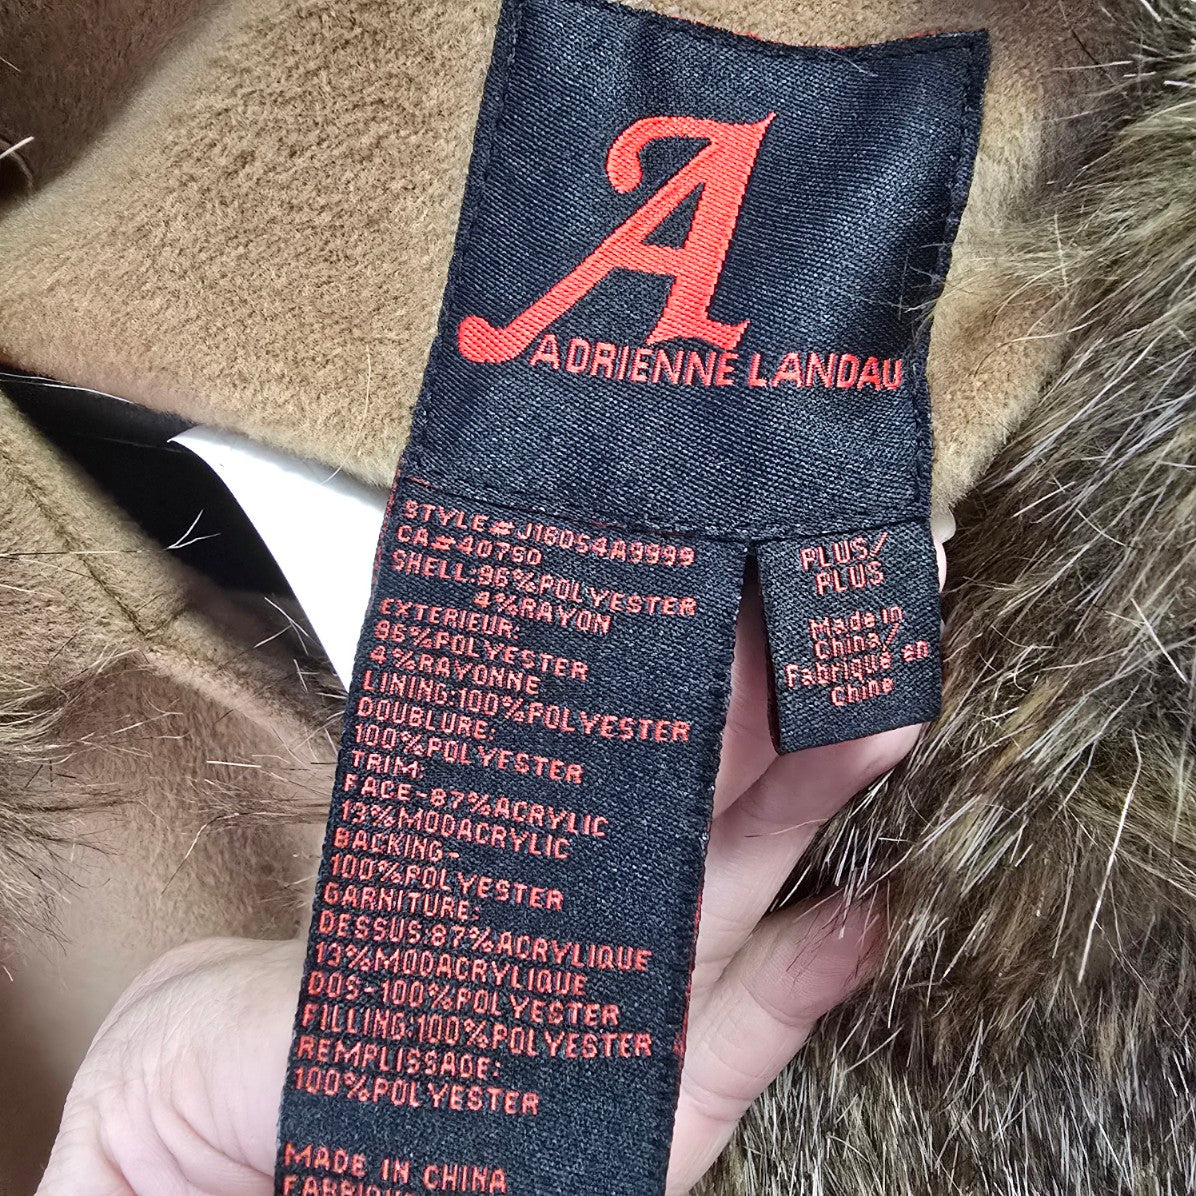 A
ADRIENNE LANDAU
STYLE# J18054A9999
CA#40790
SHELL:96%POLYESTER
4%RAYON
EXTERIEUR:
96%POLYESTER
4%RAYONNE
LINING:100%POLYESTER
DOUBLURE:
100%POLYESTER
TRIM:
FACE-87%ACRYLIC
13%MODACRYLIC
BACKING-
100%POLYESTER
GARNITURE:
DESSUS:87%ACRYLIQUE
13%MODACRYLIQUE
DOS-100%POLYESTER
FILLING:100%POLYESTER
REMPLISSAGE:
100%POLYESTER
MADE IN CHINA
PLUS/
PLUS
Made in
China/
Fabriqué en
Chine